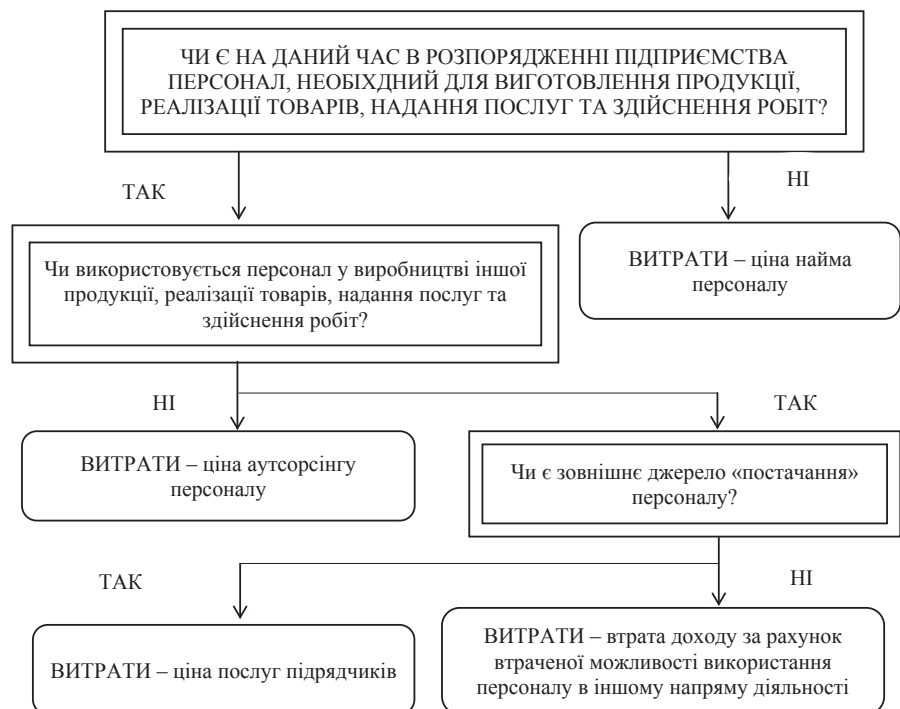 ЧИ Є НА ДАНИЙ ЧАС В РОЗПОРЯДЖЕННІ ПІДПРИЄМСТВА
ПЕРСОНАЛ, НЕОБІХДНИЙ ДЛЯ ВИГОТОВЛЕННЯ ПРОДУКЦІЇ,
РЕАЛІЗАЦІЇ ТОВАРІВ, НАДАННЯ ПОСЛУГ ТА ЗДІЙСНЕННЯ РОБІТ?
ТАК
НІ
Чи використовується персонал у виробництві іншої
продукції, реалізації товарів, надання послуг та
здійснення робіт?
ВИТРАТИ – ціна найма
персоналу
НІ
ТАК
ВИТРАТИ – ціна аутсорсінгу
персоналу
Чи є зовнішнє джерело «постачання»
персоналу?
ТАК
НІ
ВИТРАТИ – ціна послуг підрядчиків
ВИТРАТИ – втрата доходу за рахунок
втраченої можливості використання
персоналу в іншому напряму діяльності